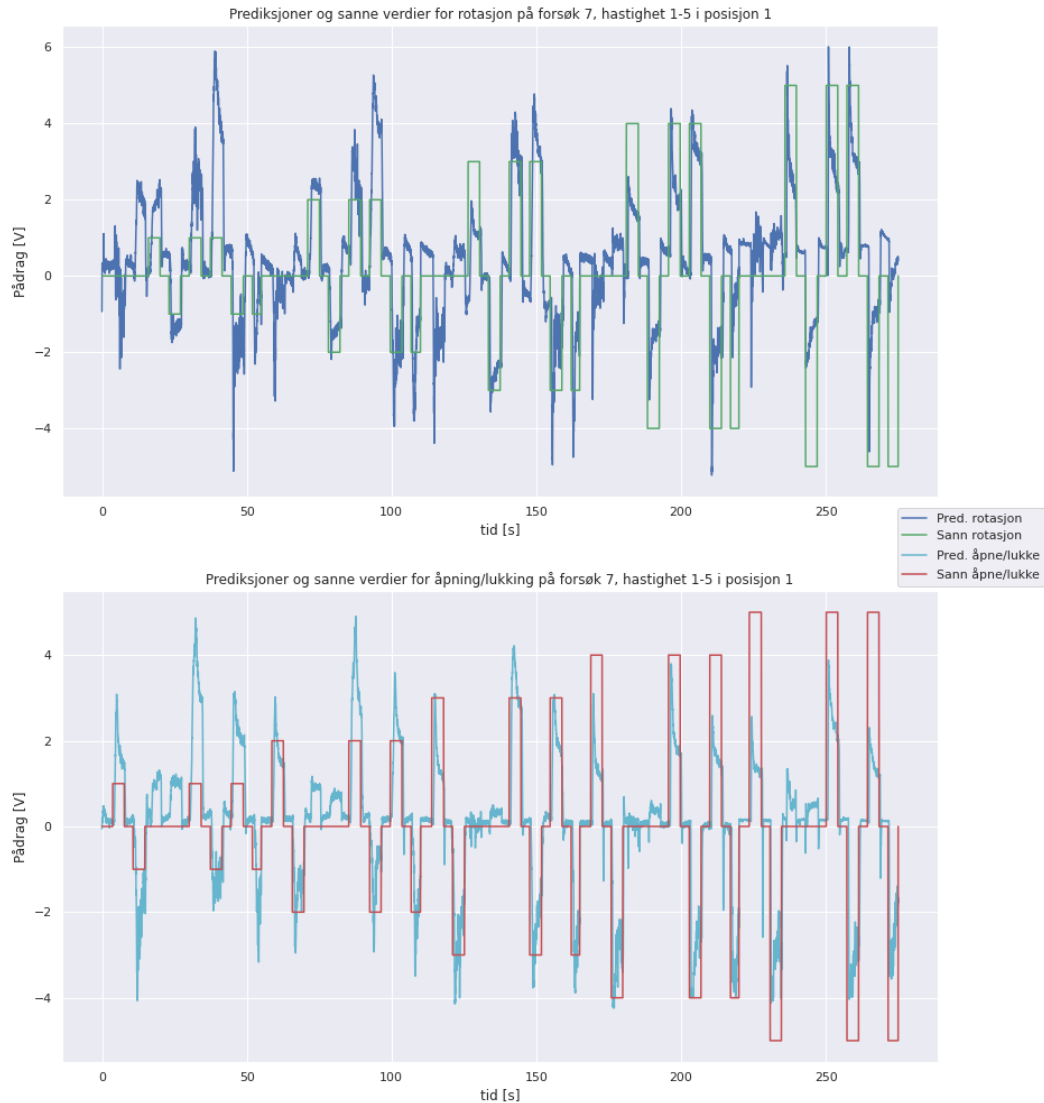 Prediksjoner og sanne verdier for rotasjon på forsøk 7, hastighet 1-5 i posisjon 1
6
4
2
0
−2
−4
Pådrag [V]
0
50
100
150
200
250
tid [s]
Pred. rotasjon
Sann rotasjon
Pred. åpne/lukke
Sann åpne/lukke
Prediksjoner og sanne verdier for åpning/lukking på forsøk 7, hastighet 1-5 i posisjon 1
4
2
0
−2
−4
Pådrag [V]
0
50
100
150
200
250
tid [s]